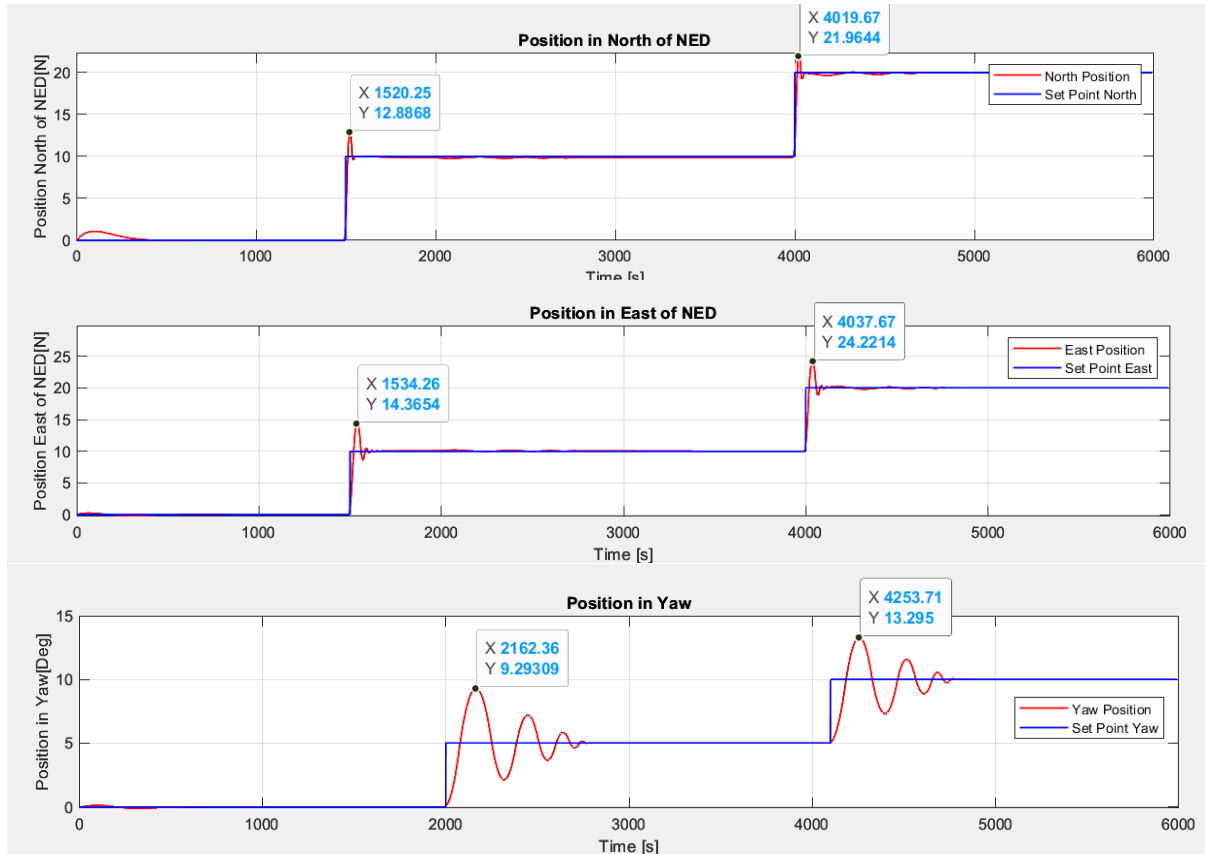 Position in North of NED
X 4019.67
Y 21.9644
X 1520.25
Y 12.8868
North Position
Set Point North
Position North of NED[N]
20
15
10
5
0
0
1000
2000
3000
4000
5000
6000
Time [s]
Position in East of NED
X 4037.67
Y 24.2214
X 1534.26
Y 14.3654
East Position
Set Point East
Position East of NED[N]
25
20
15
10
5
0
0
1000
2000
3000
4000
5000
6000
Time [s]
Position in Yaw
X 4253.71
Y 13.295
X 2162.36
Y 9.29309
Yaw Position
Set Point Yaw
Position in Yaw[Deg]
15
10
5
0
0
1000
2000
3000
4000
5000
6000
Time [s]